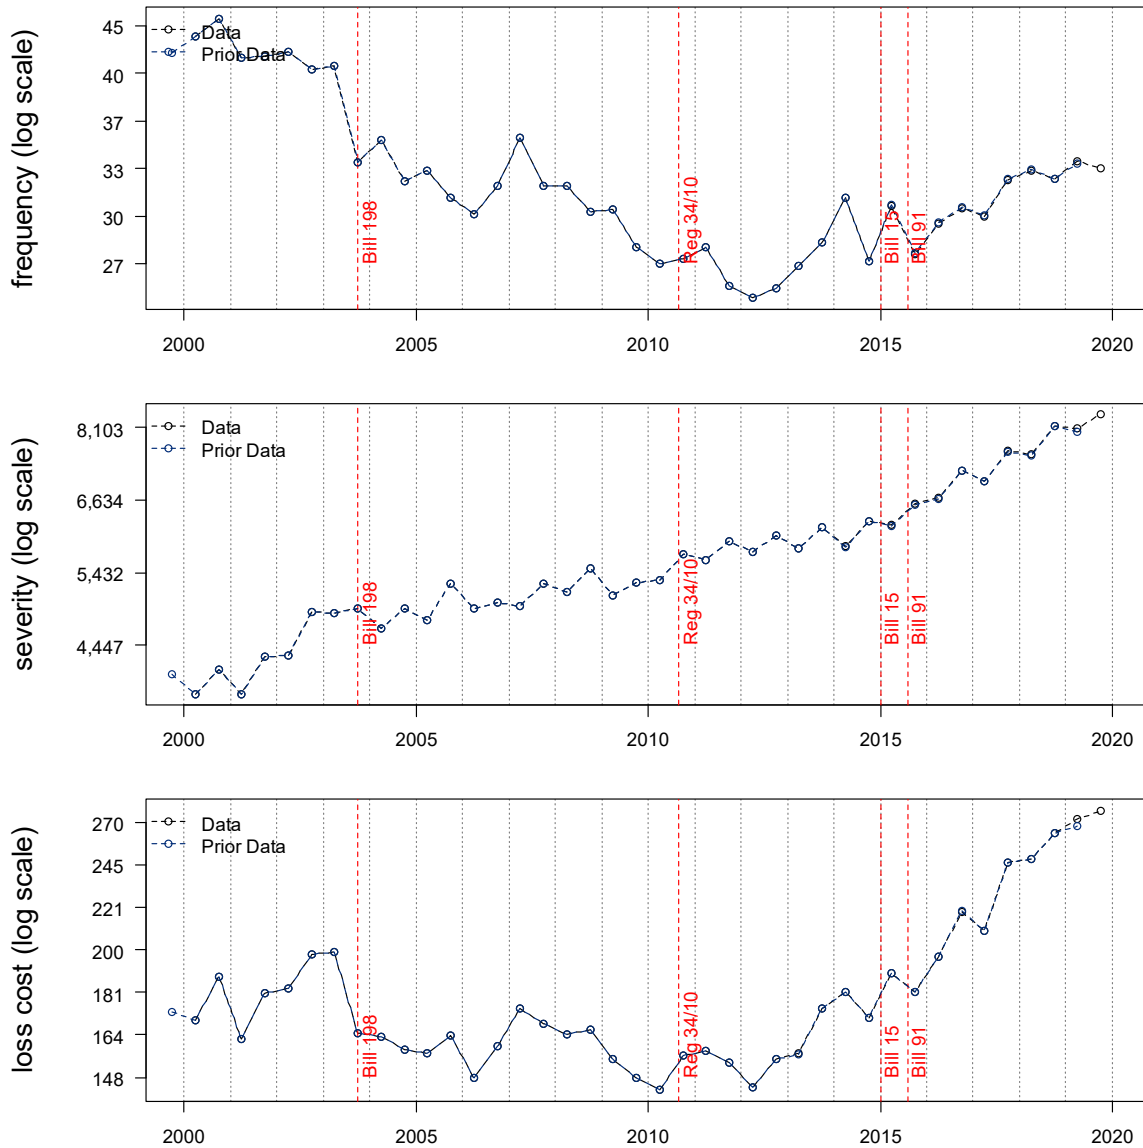 frequency (log scale)
45
40
37
33
30
27
Data
Prior Data
Bill 198
Reg 34/10
Bill 15
Bill 91
2000 2005 2010 2015 2020
severity (log scale)
8,103
6,634
5,432
4,447
Data
Prior Data
Bill 198
Reg 34/10
Bill 15
Bill 91
2000 2005 2010 2015 2020
loss cost (log scale)
270
245
221
200
181
164
148
Data
Prior Data
Bill 198
Reg 34/10
Bill 15
Bill 91
2000 2005 2010 2015 2020